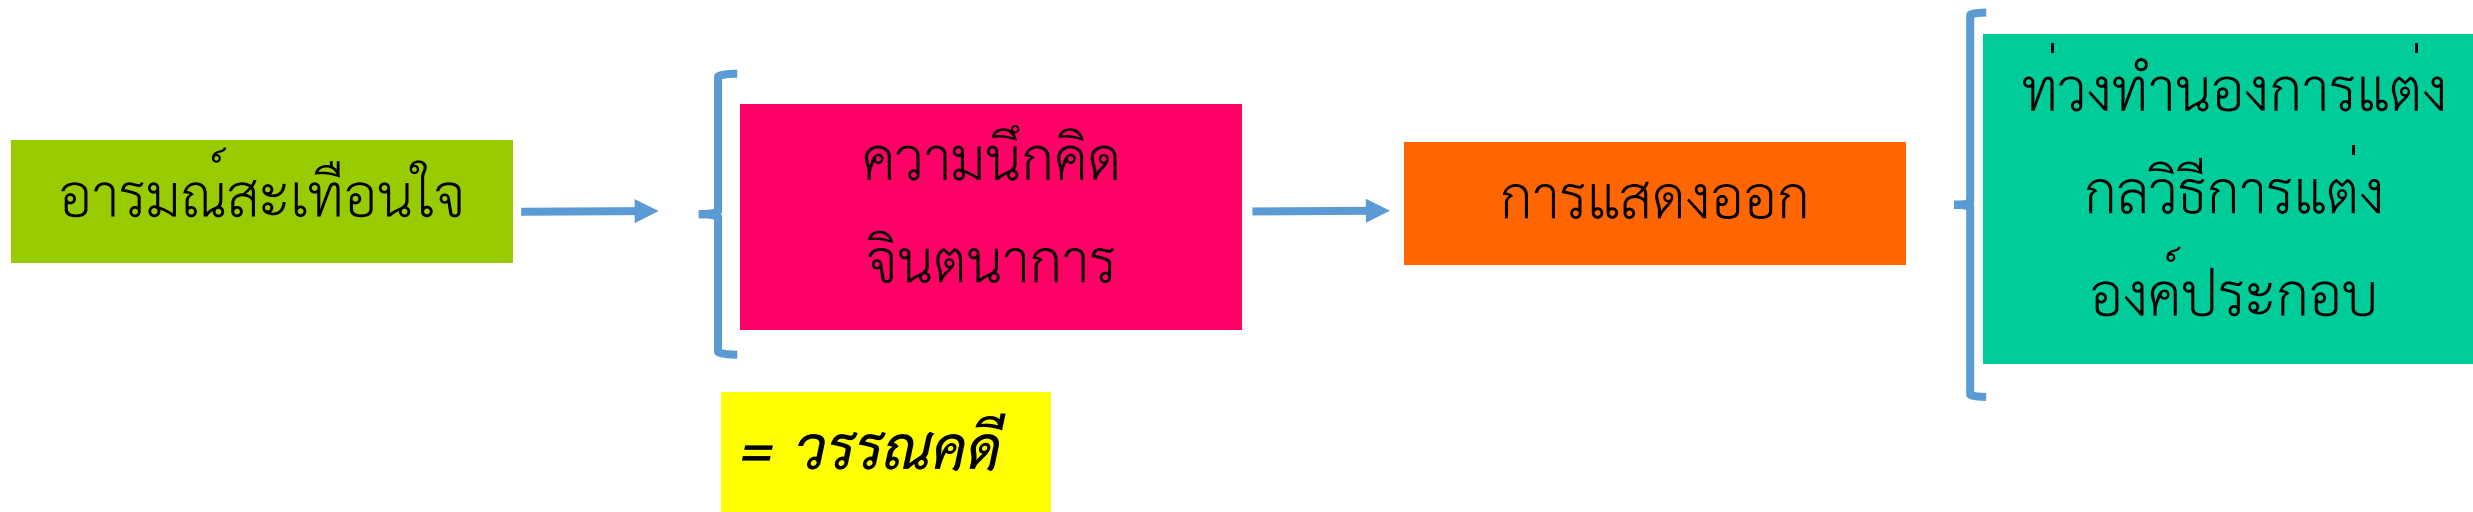 อารมณ์สะเทือนใจ
ความนึกคิด
จินตนาการ
การแสดงออก
ท่วงทำนองการแต่ง
กลวิธีการแต่ง
องค์ประกอบ
= วรรณคดี